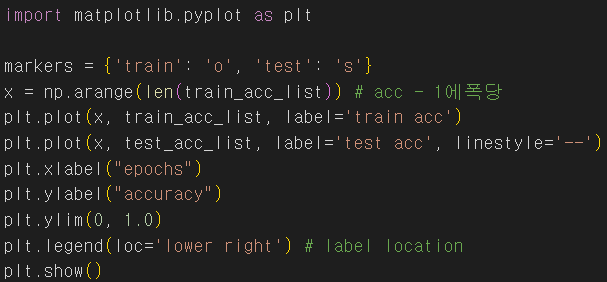 import matplotlib.pyplot as plt

markers = {'train': 'o', 'test': 's'}
x = np.arange(len(train_acc_list)) # acc - 1에폭당
plt.plot(x, train_acc_list, label='train acc')
plt.plot(x, test_acc_list, label='test acc', linestyle='--')
plt.xlabel("epochs")
plt.ylabel("accuracy")
plt.ylim(0, 1.0)
plt.legend(loc='lower right') # label location
plt.show()